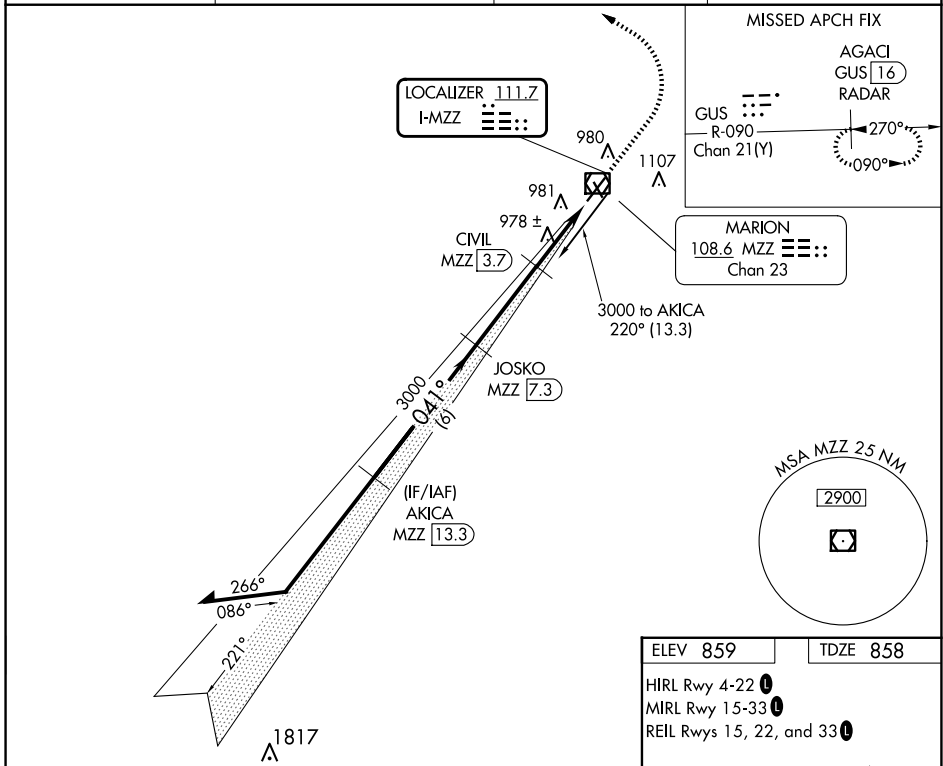 MISSED APCH FIX
AGACI
GUS 16
RADAR
GUS
R-090
Chan 21(Y)
270°
090°
LOCALIZER 111.7
I-MZZ
980
1107
981
978 ±
MARION
108.6 MZZ
Chan 23
CIVIL
MZZ 3.7
3000 to AKICA
220° (13.3)
JOSKO
MZZ 7.3
3000
041°
(6)
(IF/IAF)
AKICA
MZZ 13.3
MSA MZZ 25 NM
2900
266°
086°
221°
1817
ELEV 859
TDZE 858
HIRL Rwy 4-22 L
MIRL Rwy 15-33 L
REIL Rwys 15, 22, and 33 L